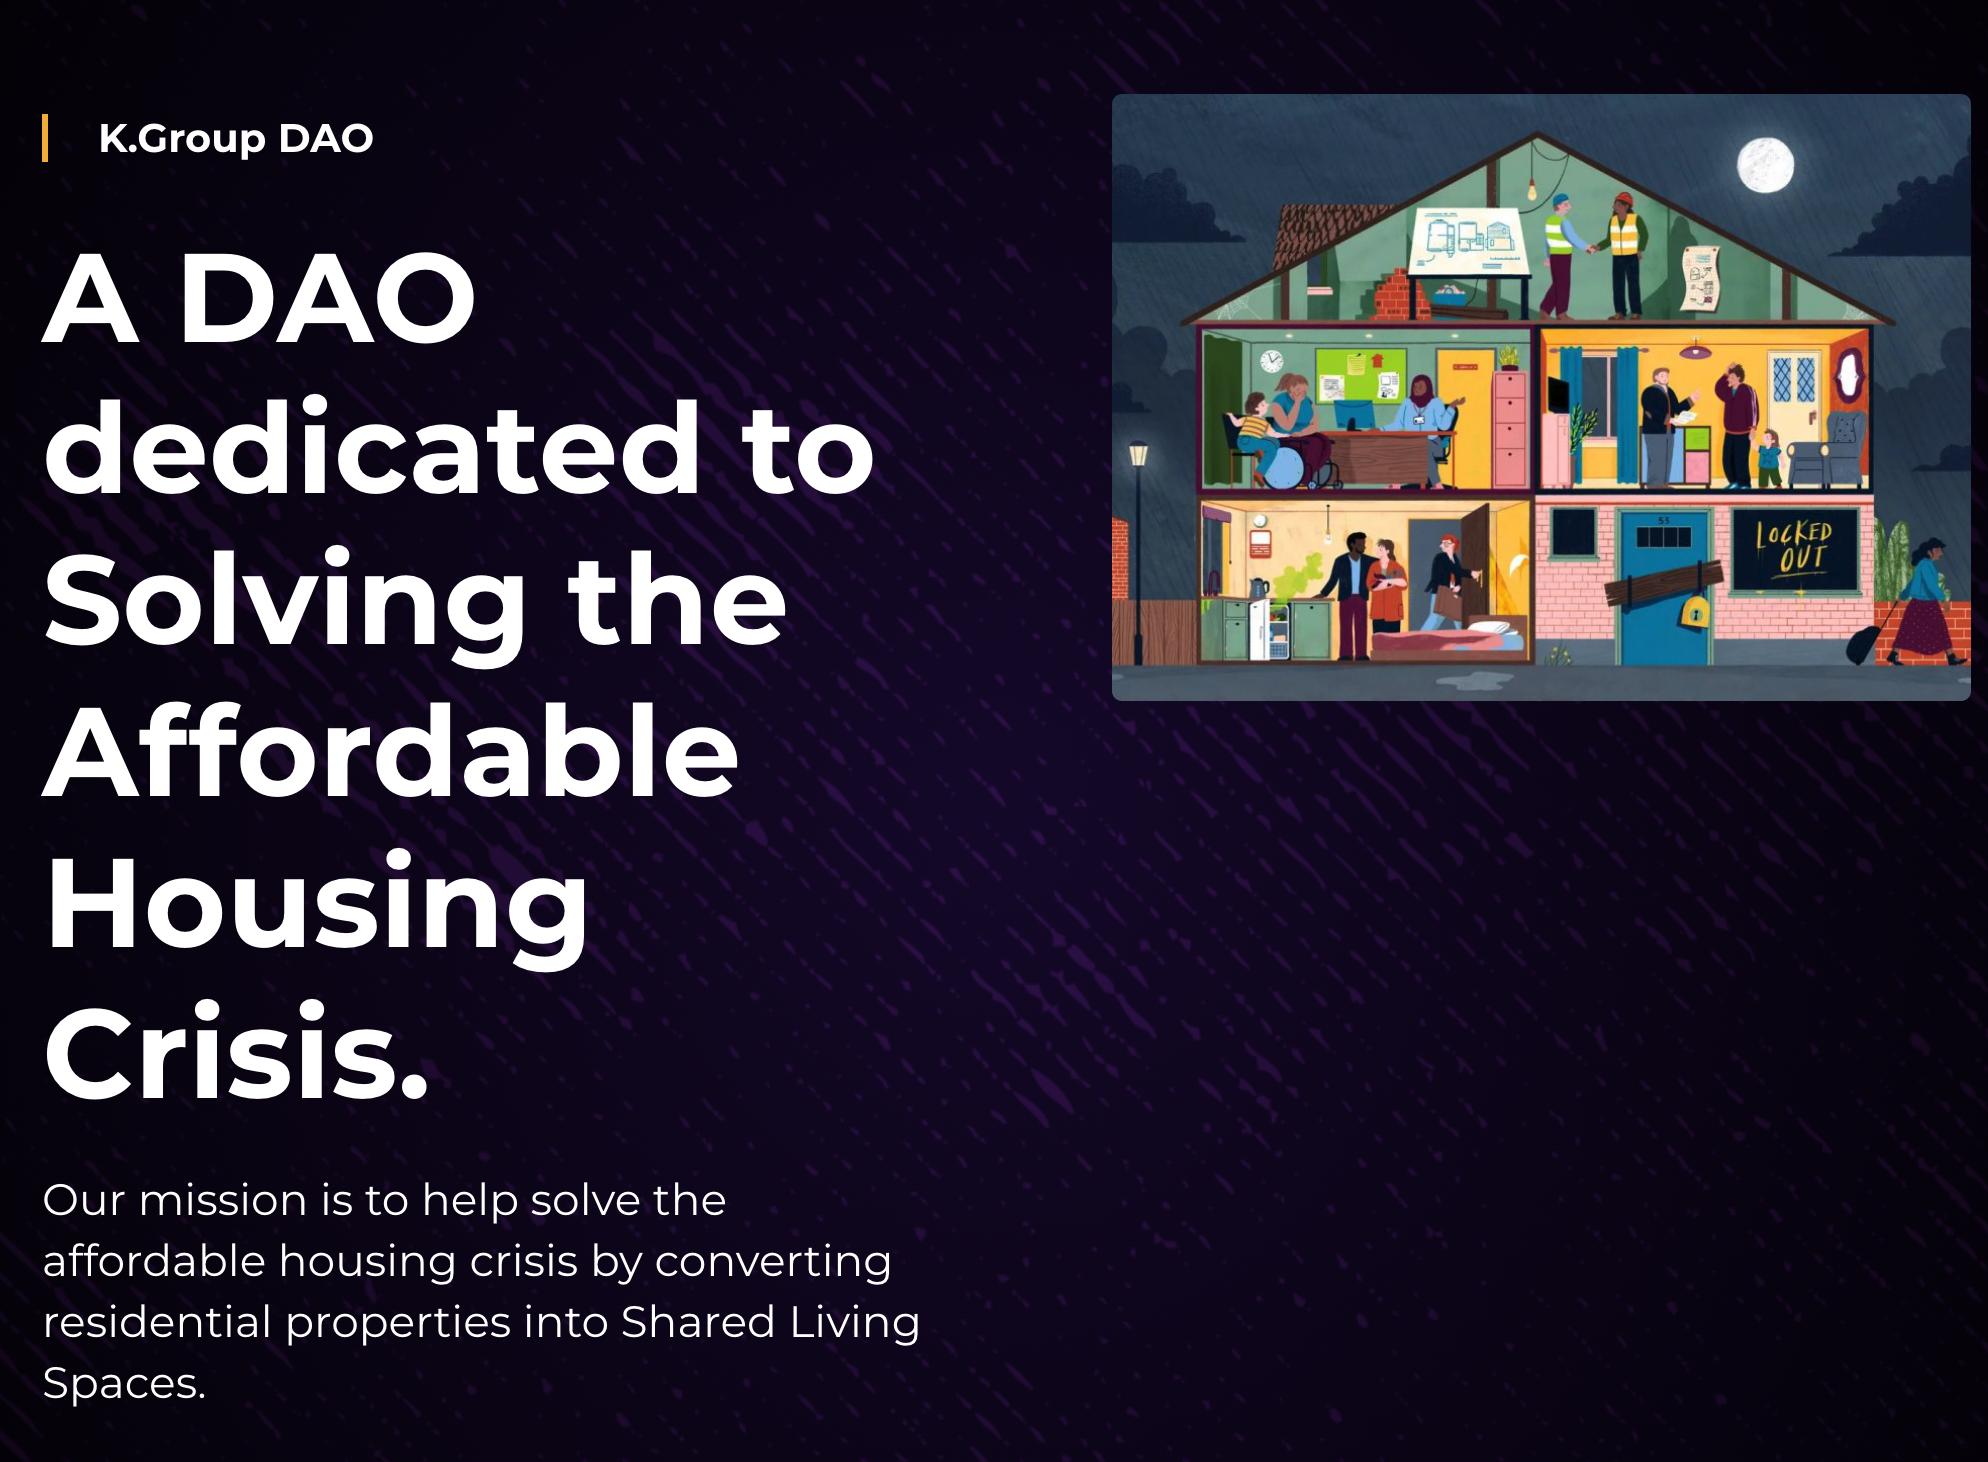 K.Group DAO
A DAO
dedicated to
Solving the
Affordable
Housing
Crisis.
Our mission is to help solve the
affordable housing crisis by converting
residential properties into Shared Living
Spaces.
53
LOCKED
OUT